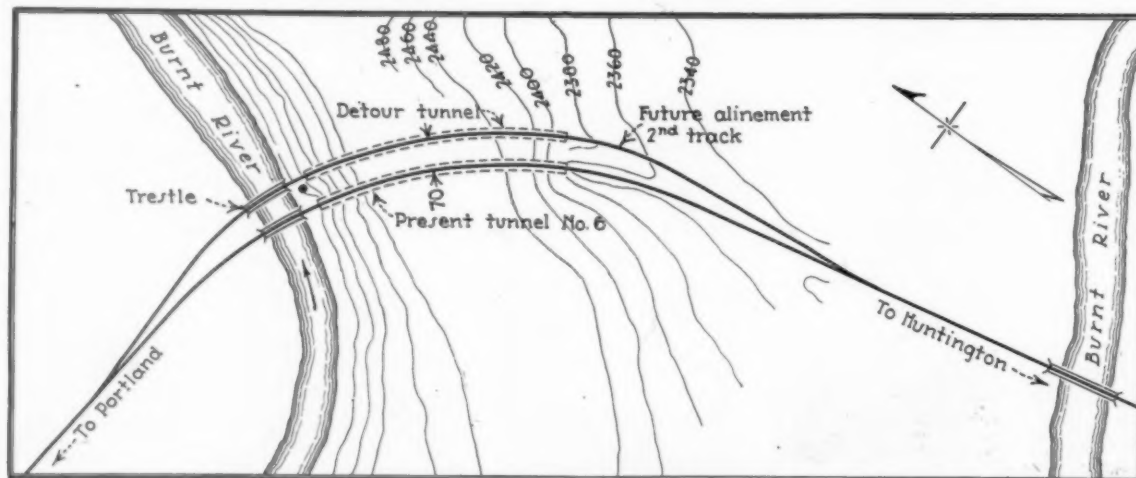 BURNT RIVER
2480
2460
2440
2420
2400
2380
2360
2340
Detour tunnel
Future alinement
2nd track
Trestle
70
Present tunnel No. 6
To Portland
To Huntington
BURNT RIVER